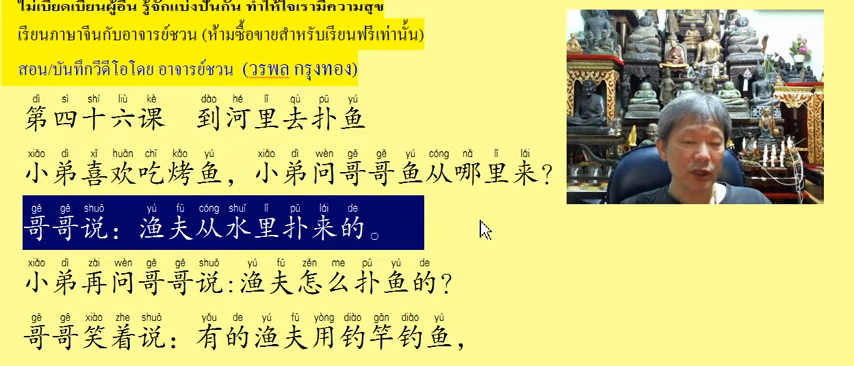 ไม่เบียดเบียนผู้อื่น รู้จักแบ่งปันกัน ทำให้ใจเรามีความสุข
เรียนภาษาจีนกับอาจารย์ชวน (ห้ามซื้อขายสำหรับเรียนฟรีเท่านั้น)
สอน/บันทึกวีดีโอโดย อาจารย์ชวน (วรพล กรุงทอง)
dì sì shí liù kè dào hé lǐ qù pū yú
第四十六课 到河里去扑鱼
xiǎo dì xǐ huān chī kǎo yú xiǎo dì wèn gē gē yú cóng nǎ lǐ lái
小弟喜欢吃烤鱼，小弟问哥哥鱼从哪里来？
gē gē shuō yú fū cóng shuǐ lǐ pū lái de
哥哥说：渔夫从水里扑来的。
xiǎo dì zài wèn gē gē shuō yú fū zěn me pū yú de
小弟再问哥哥说:渔夫怎么扑鱼的？
gē gē xiào zhe shuō yǒu de yú fū yòng diào gān diào yú
哥哥笑着说：有的渔夫用钓竿钓鱼，